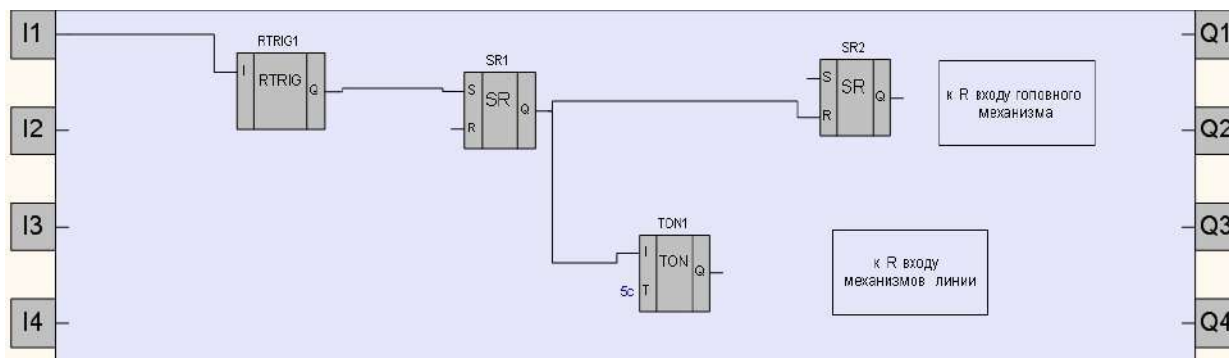 I1
RTRIG1
I RTRIG Q
SR1
S SR Q
R
SR2
S SR Q
R
к R входу головного
механизма
Q1
I2
Q2
I3
TON1
I TON Q
5с T
к R входу
механизмов линии
Q3
I4
Q4